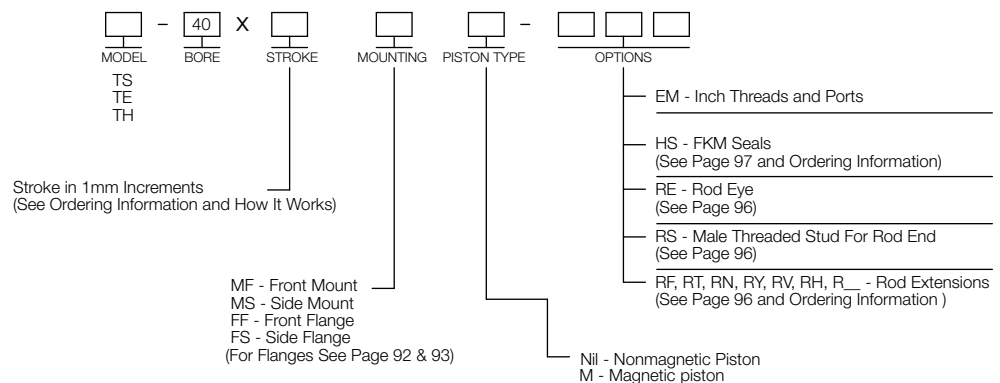 - 40 X -
MODEL BORE STROKE MOUNTING PISTON TYPE OPTIONS
TS
TE
TH
EM - Inch Threads and Ports
HS - FKM Seals
(See Page 97 and Ordering Information)
Stroke in 1mm Increments
(See Ordering Information and How It Works)
RE - Rod Eye
(See Page 96)
RS - Male Threaded Stud For Rod End
(See Page 96)
RF, RT, RN, RY, RV, RH, R__ - Rod Extensions
(See Page 96 and Ordering Information )
MF - Front Mount
MS - Side Mount
FF - Front Flange
FS - Side Flange
(For Flanges See Page 92 & 93)
Nil - Nonmagnetic Piston
M - Magnetic piston